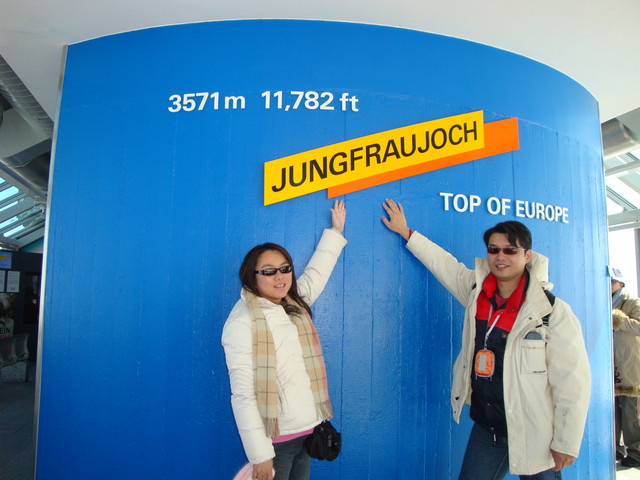 3571m 11,782 ft
JUNGFRAUJOCH
TOP OF EUROPE